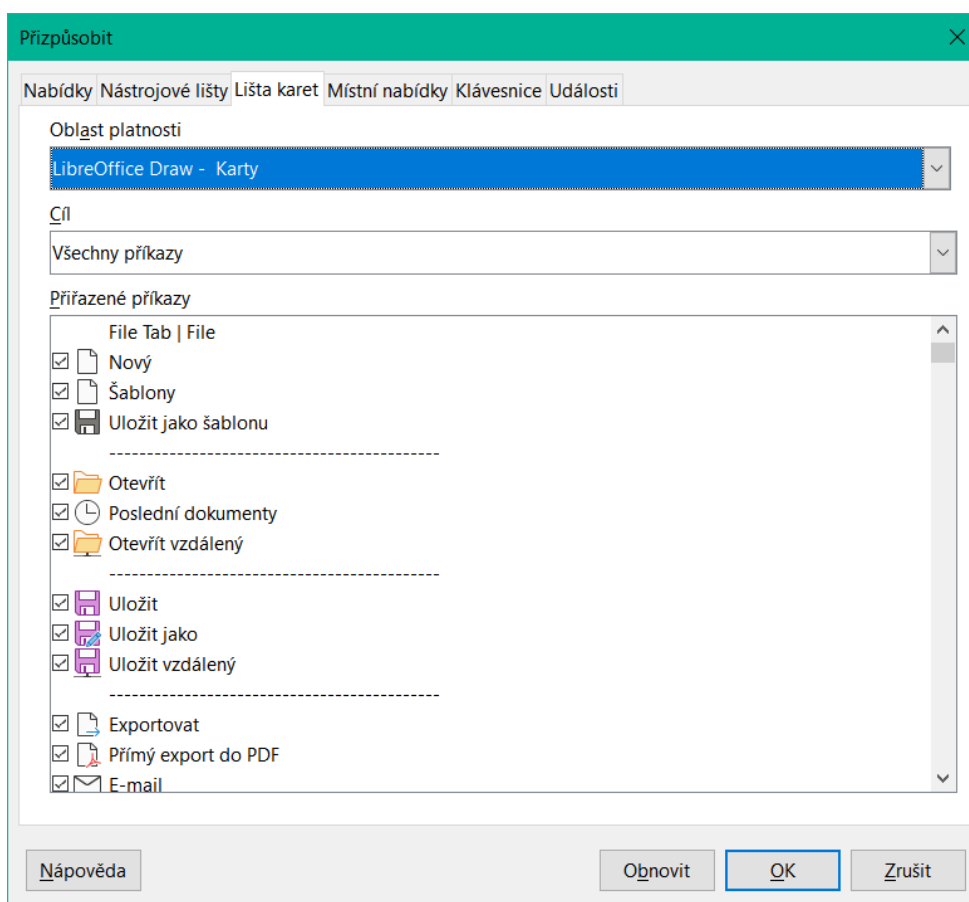 Přizpůsobit
Nabídky Nástrojové lišty Lišta karet Místní nabídky Klávesnice Události
Oblast platnosti
LibreOffice Draw -  Karty
Cíl
Všechny příkazy
Přiřazené příkazy
File Tab | File
Nový
Šablony
Uložit jako šablonu
--------------------------------------------
Otevřít
Poslední dokumenty
Otevřít vzdálený
--------------------------------------------
Uložit
Uložit jako
Uložit vzdálený
--------------------------------------------
Exportovat
Přímý export do PDF
E-mail
Nápověda Obnovit OK Zrušit